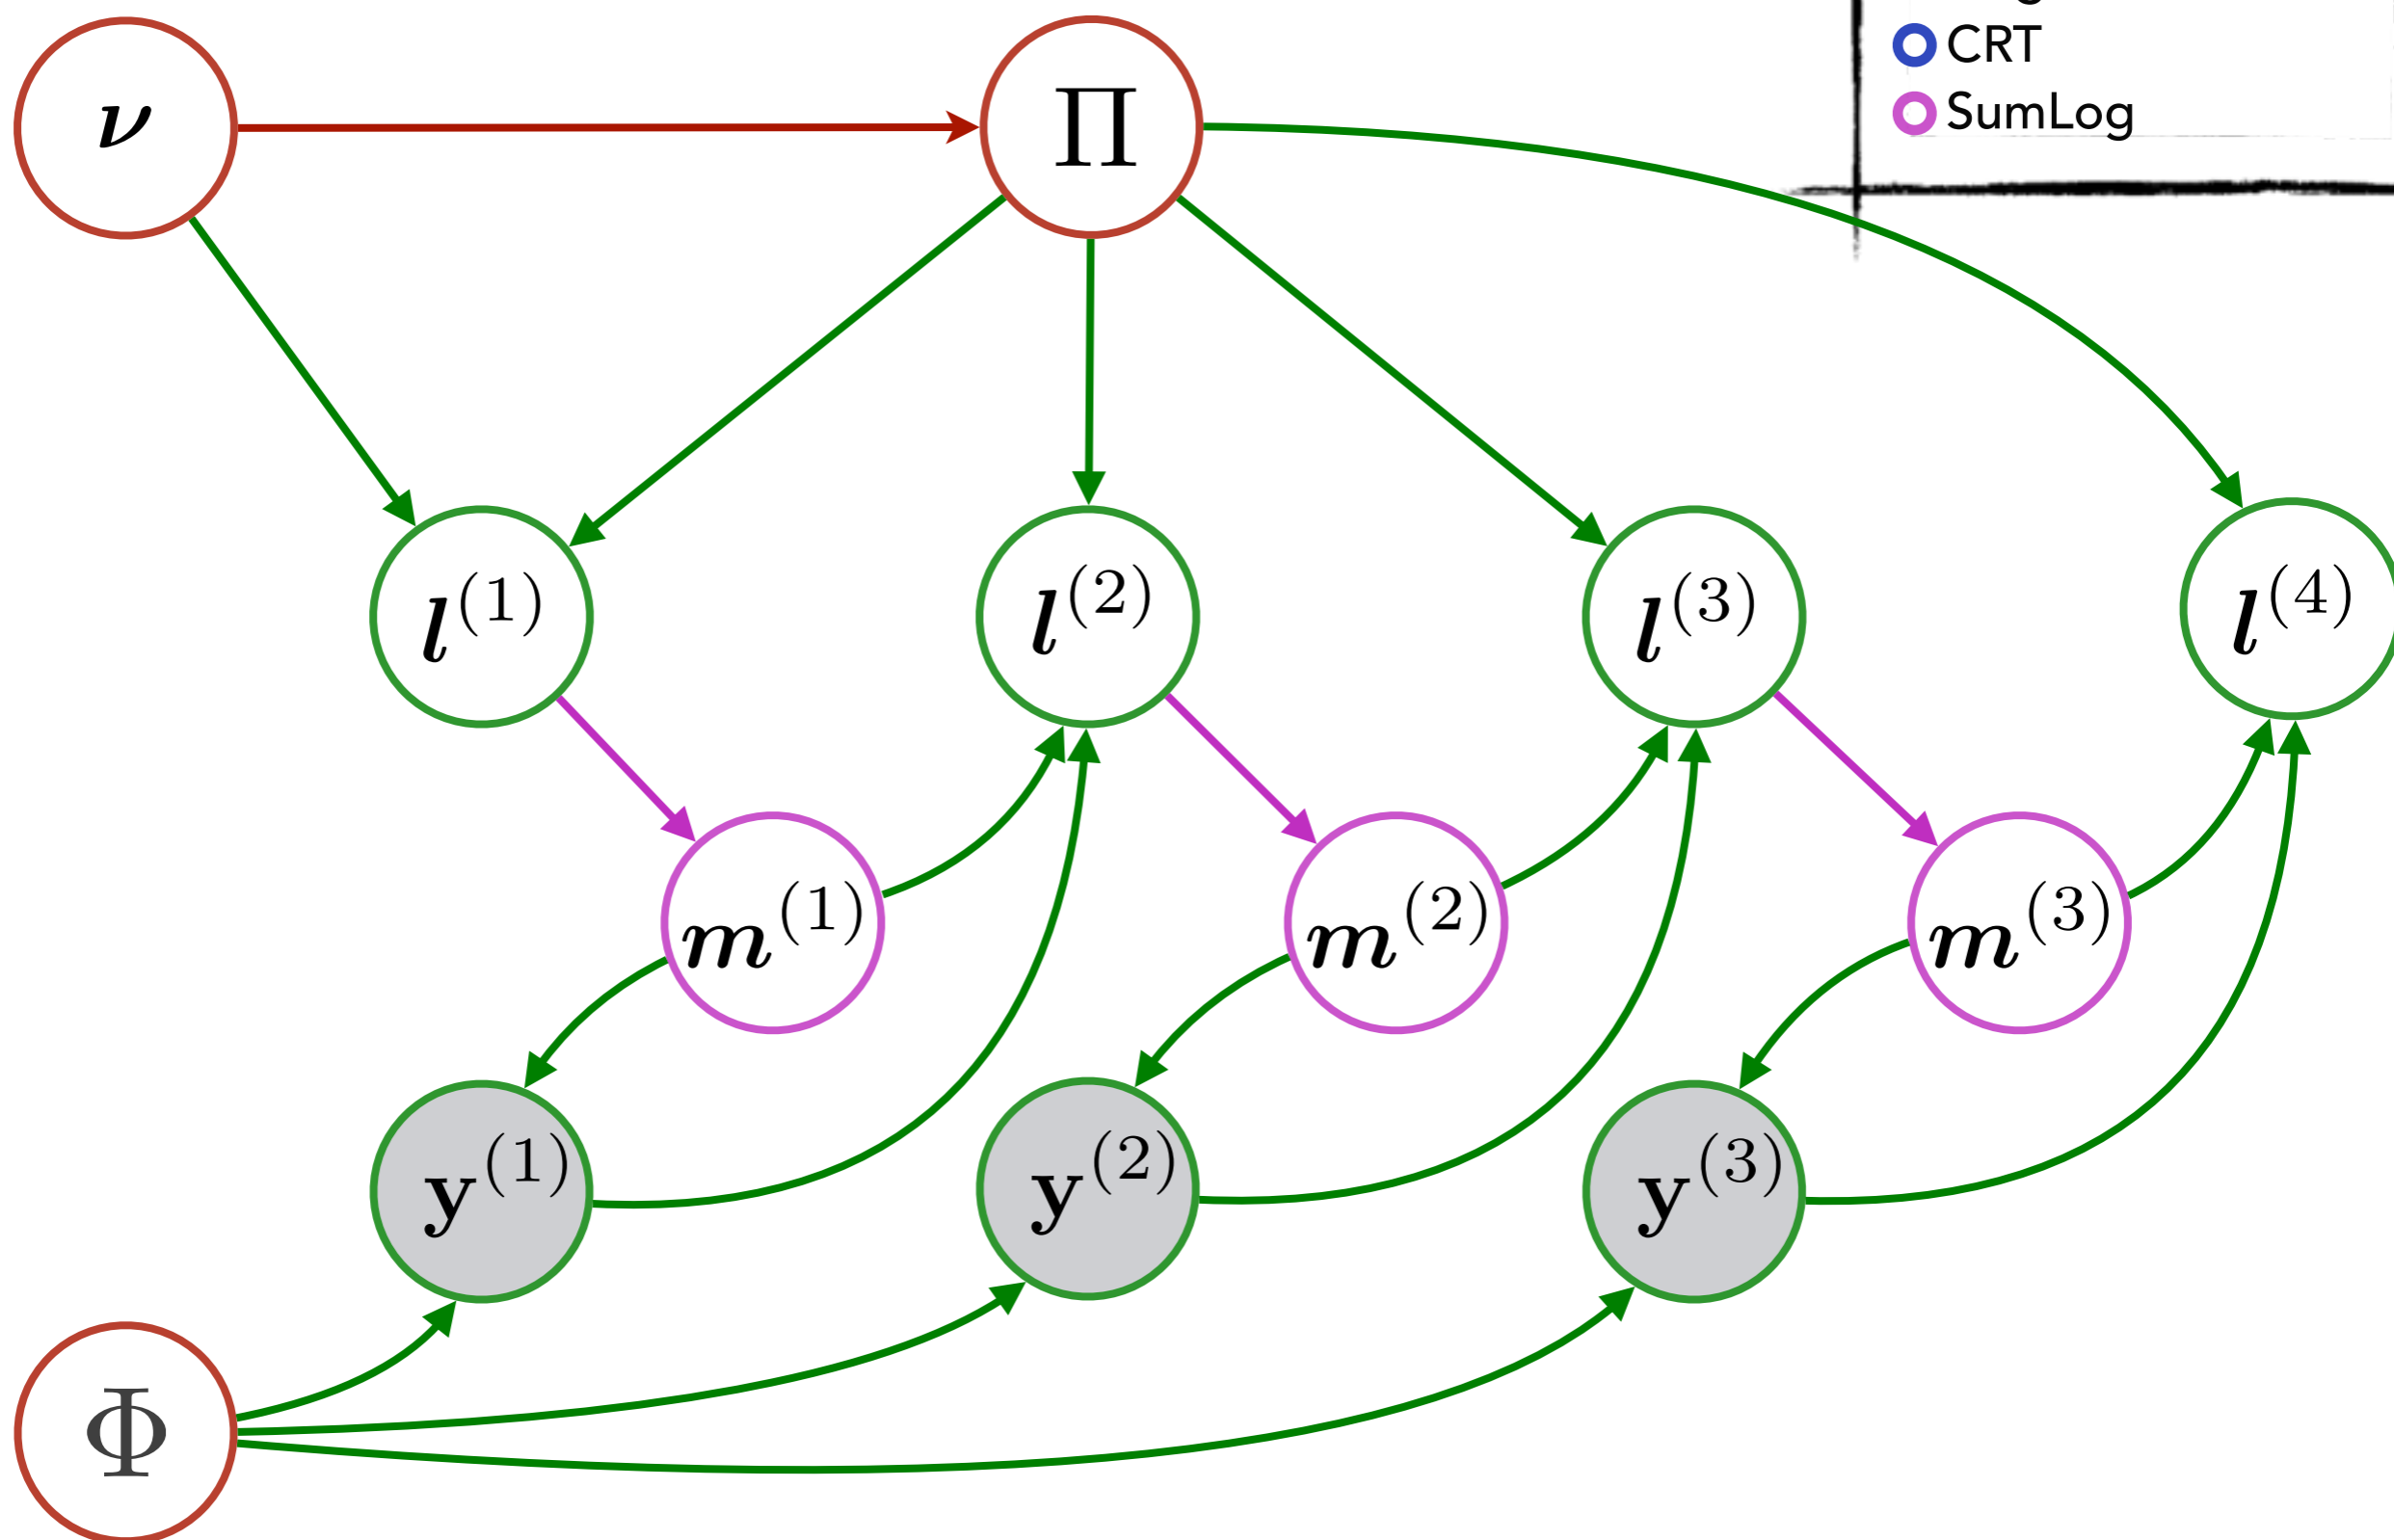 CRT
SumLog
ν
Π
l^(1)
l^(2)
l^(3)
l^(4)
m^(1)
m^(2)
m^(3)
y^(1)
y^(2)
y^(3)
Φ